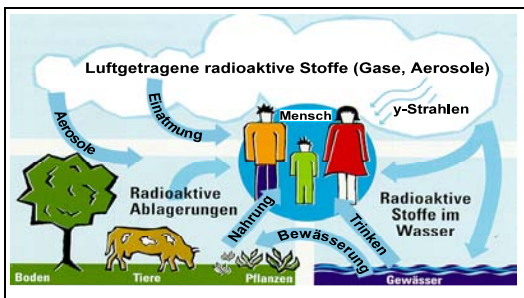 Luftgetragene radioaktive Stoffe (Gase, Aerosole)
Aerosole
Einatmung
Mensch
y-Strahlen
Radioaktive
Ablagerungen
Nahrung
Bewässerung
Trinken
Radioaktive
Stoffe im
Wasser
Boden
Tiere
Pflanzen
Gewässer